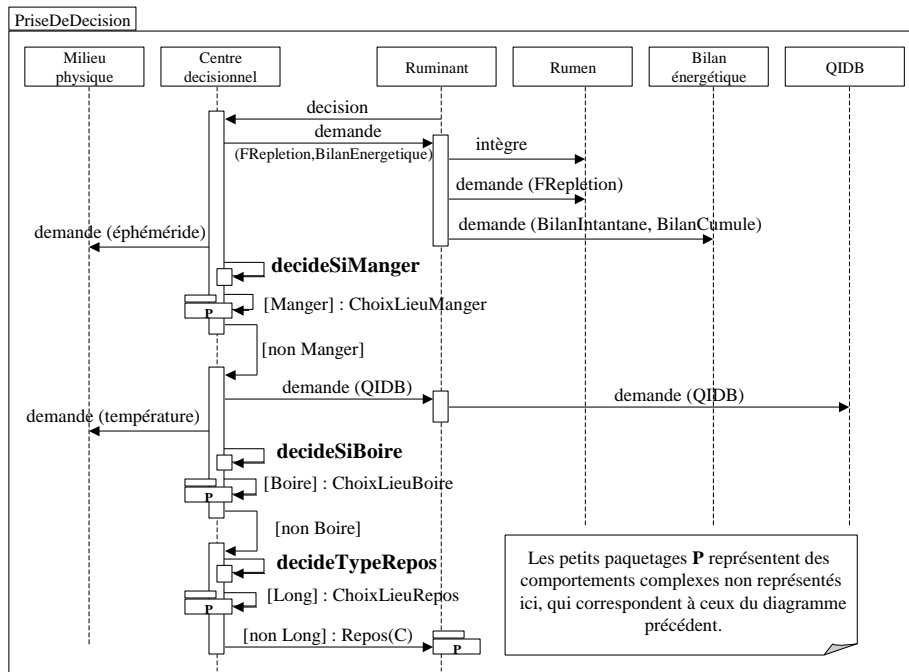 PriseDeDecision
Milieu
physique
Centre
decisionnel
Ruminant
Rumen
Bilan
énergétique
QIDB
decision
demande
(FRepletion,BilanEnergetique)
intègre
demande (FRepletion)
demande (BilanIntantane, BilanCumule)
demande (éphéméride)
decideSiManger
P
[Manger] : ChoixLieuManger
[non Manger]
demande (QIDB)
demande (QIDB)
demande (température)
decideSiBoire
P
[Boire] : ChoixLieuBoire
[non Boire]
decideTypeRepos
P
[Long] : ChoixLieuRepos
[non Long] : Repos(C)
P
Les petits paquetages P représentent des
comportements complexes non représentés
ici, qui correspondent à ceux du diagramme
précédent.